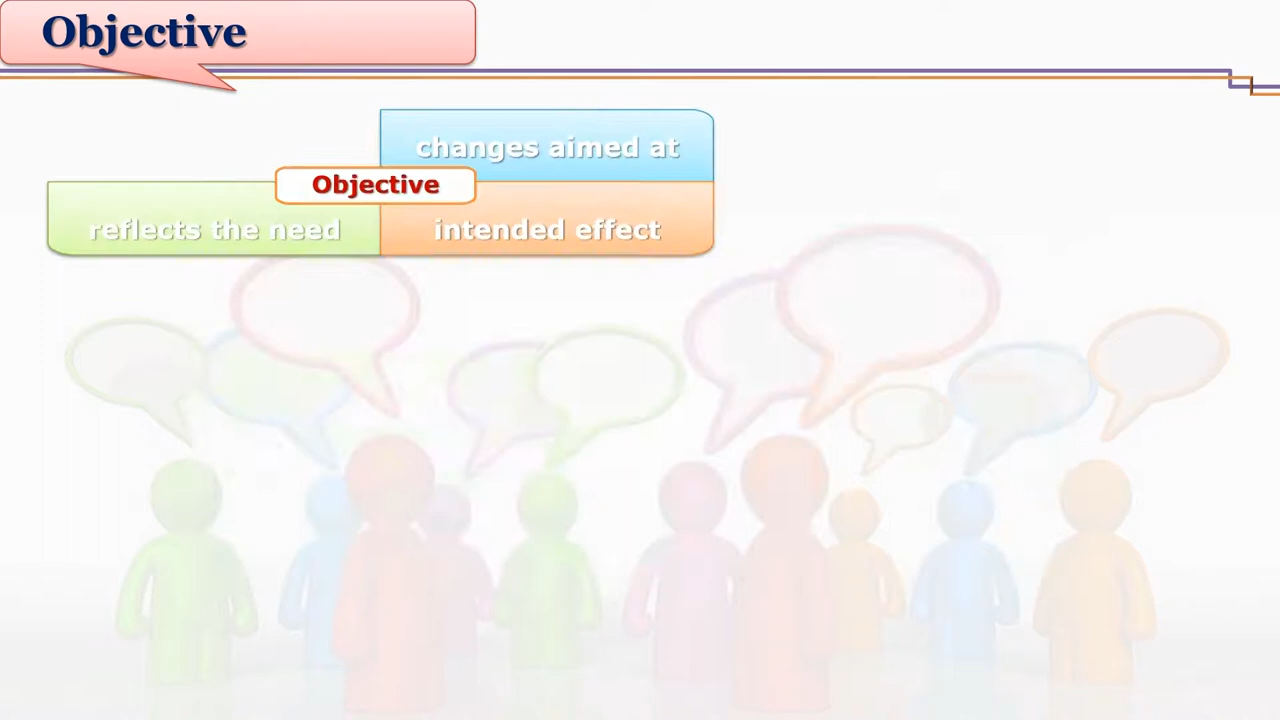 Objective
changes aimed at
Objective
reflects the need
intended effect